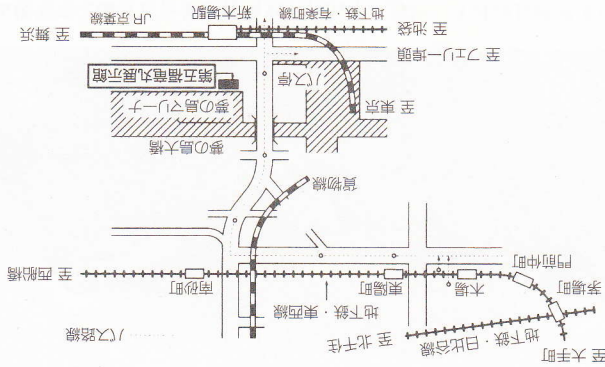 至 大手町
地下鉄・日比谷線
至 北千住
バス路線
茅場町
門前仲町
木場
東陽町
地下鉄・東西線
南砂町
至 西船橋
貨物線
夢の島大橋
夢の島マリーナ
至 東京
バス停
第五福竜丸展示館
至 フェリー埠頭
至 池袋
地下鉄・有楽町線
新木場駅
JR京葉線
至 舞浜